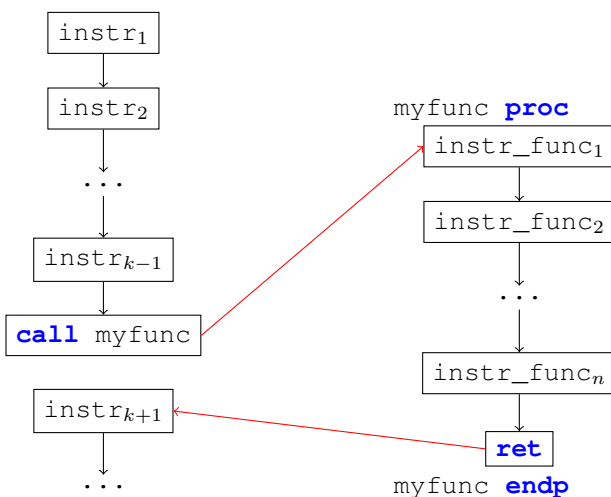 instr₁
instr₂
...
instrₖ₋₁
call myfunc
instrₖ₊₁
...
myfunc proc
instr_func₁
instr_func₂
...
instr_funcₙ
ret
myfunc endp